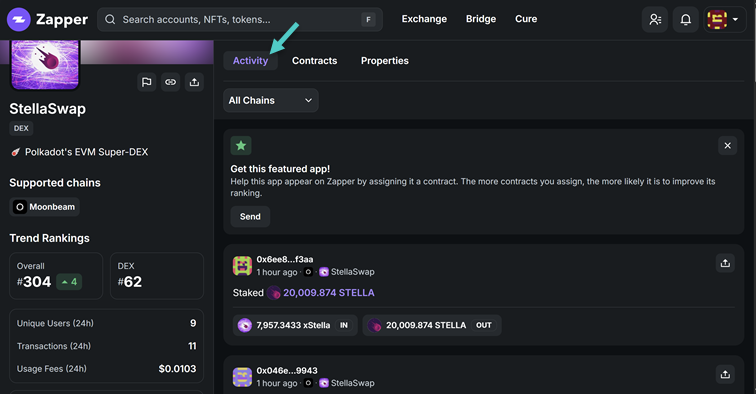 Zapper
Search accounts, NFTs, tokens...
F
Exchange
Bridge
Cure
StellaSwap
DEX
Polkadot's EVM Super-DEX
Supported chains
Moonbeam
Trend Rankings
Overall
#304
4
DEX
#62
Unique Users (24h)
9
Transactions (24h)
11
Usage Fees (24h)
$0.0103
Activity
Contracts
Properties
All Chains
Get this featured app!
Help this app appear on Zapper by assigning it a contract. The more contracts you assign, the more likely it is to improve its
ranking.
Send
0x6ee8...f3aa
1 hour ago · StellaSwap
Staked 20,009.874 STELLA
7,957.3433 xStella IN
20,009.874 STELLA OUT
0x046e...9943
1 hour ago · StellaSwap